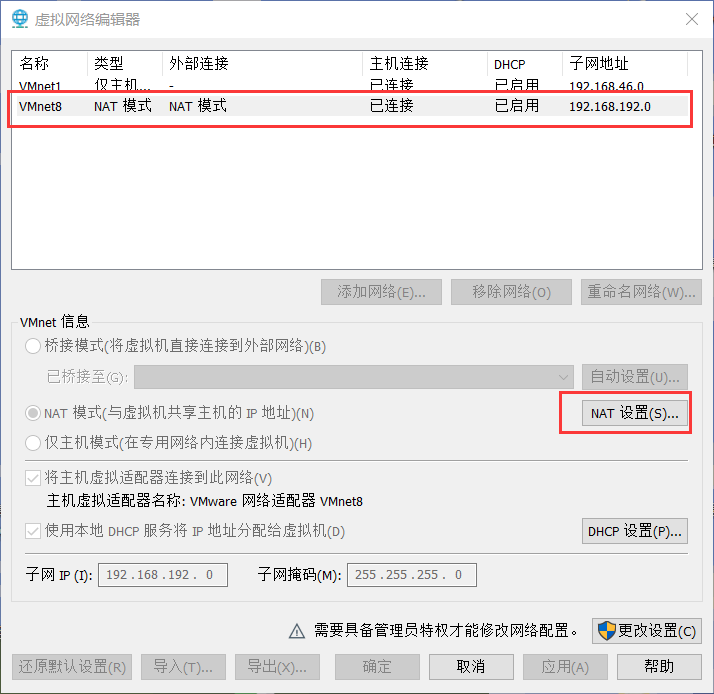 虚拟网络编辑器
名称 类型 外部连接 主机连接 DHCP 子网地址
VMnet1 仅主机... - 已连接 已启用 192.168.46.0
VMnet8 NAT 模式 NAT 模式 已连接 已启用 192.168.192.0
添加网络(E)... 移除网络(O) 重命名网络(W)...
VMnet 信息
桥接模式(将虚拟机直接连接到外部网络)(B)
已桥接至(G): 自动设置(U)...
NAT 模式(与虚拟机共享主机的 IP 地址)(N) NAT 设置(S)...
仅主机模式(在专用网络内连接虚拟机)(H)
将主机虚拟适配器连接到此网络(V)
主机虚拟适配器名称: VMware 网络适配器 VMnet8
使用本地 DHCP 服务将 IP 地址分配给虚拟机(D) DHCP 设置(P)...
子网 IP (I): 192.168.192. 0 子网掩码(M): 255.255.255. 0
需要具备管理员特权才能修改网络配置。 更改设置(C)
还原默认设置(R) 导入(T)... 导出(X)... 确定 取消 应用(A) 帮助